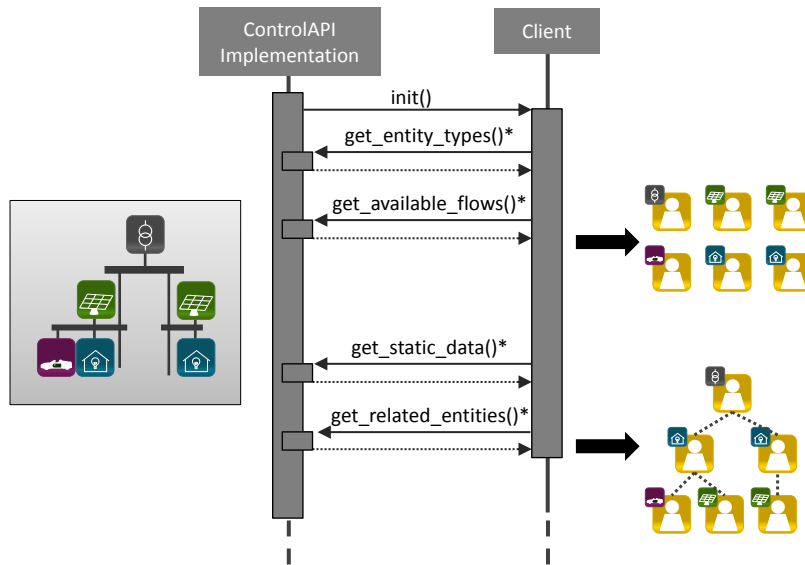 ControlAPI
Implementation
Client
init()
get_entity_types()*
get_available_flows()*
get_static_data()*
get_related_entities()*